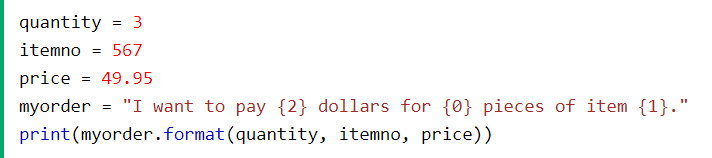 quantity = 3
itemno = 567
price = 49.95
myorder = "I want to pay {2} dollars for {0} pieces of item {1}."
print(myorder.format(quantity, itemno, price))